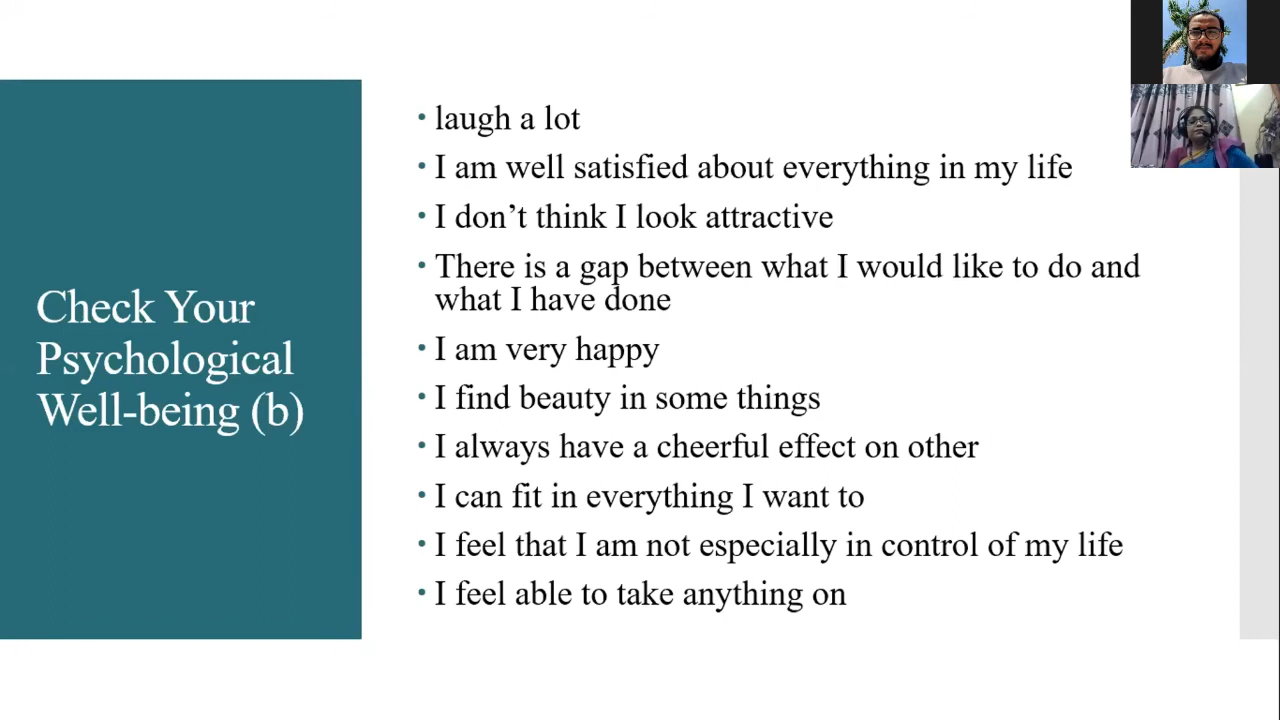 Check Your
Psychological
Well-being (b)
• laugh a lot
• I am well satisfied about everything in my life
• I don’t think I look attractive
• There is a gap between what I would like to do and
what I have done
• I am very happy
• I find beauty in some things
• I always have a cheerful effect on other
• I can fit in everything I want to
• I feel that I am not especially in control of my life
• I feel able to take anything on